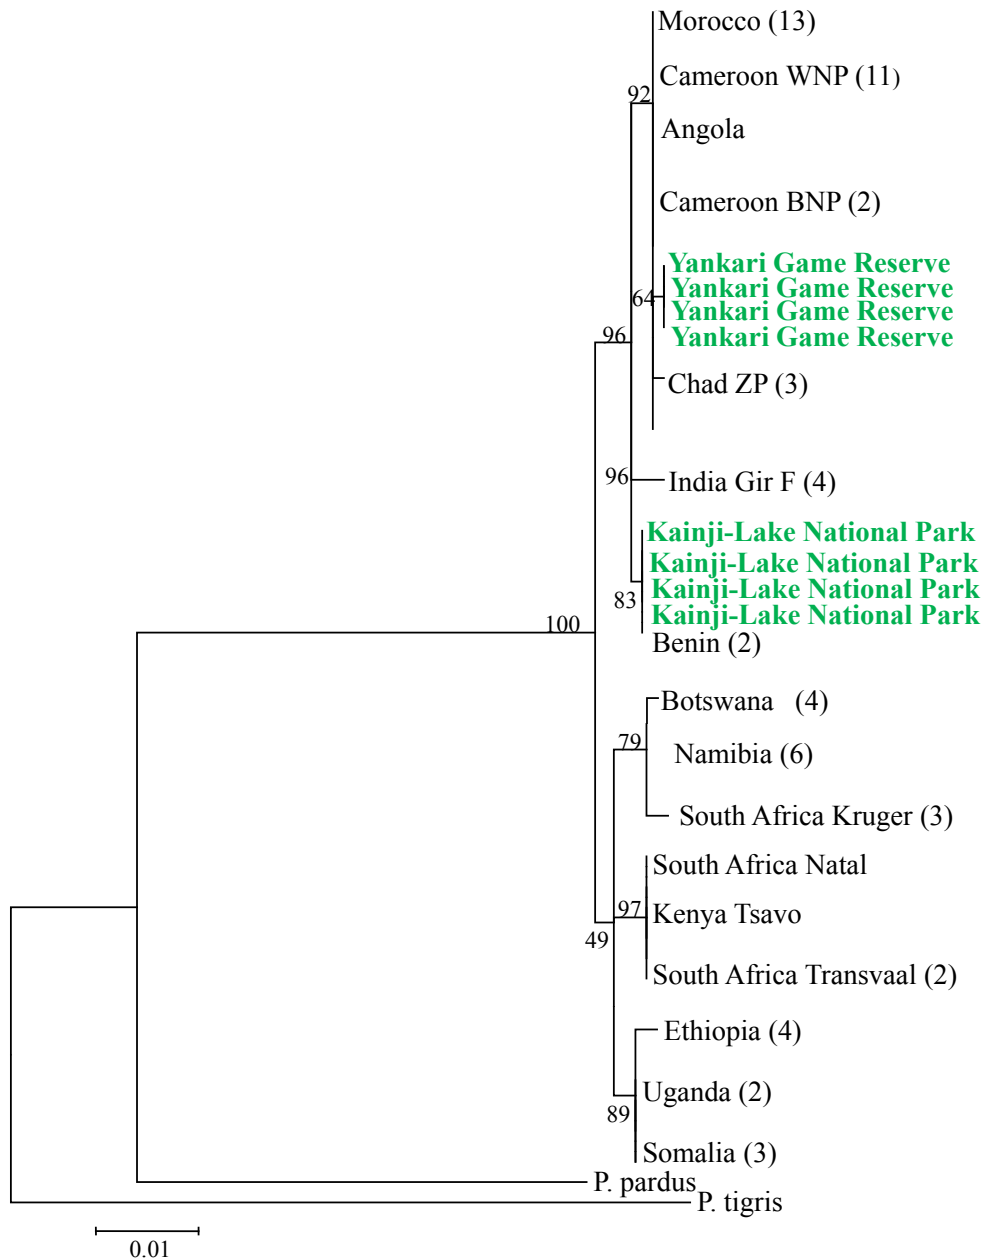 Morocco (13)
Cameroon WNP (11)
92
Angola
Cameroon BNP (2)
Yankari Game Reserve
Yankari Game Reserve
64
Yankari Game Reserve
Yankari Game Reserve
96
Chad ZP (3)
96
India Gir F (4)
Kainji-Lake National Park
Kainji-Lake National Park
Kainji-Lake National Park
83
Kainji-Lake National Park
100
Benin (2)
Botswana (4)
79
Namibia (6)
South Africa Kruger (3)
South Africa Natal
97
Kenya Tsavo
49
South Africa Transvaal (2)
Ethiopia (4)
Uganda (2)
89
Somalia (3)
P. pardus
P. tigris
0.01